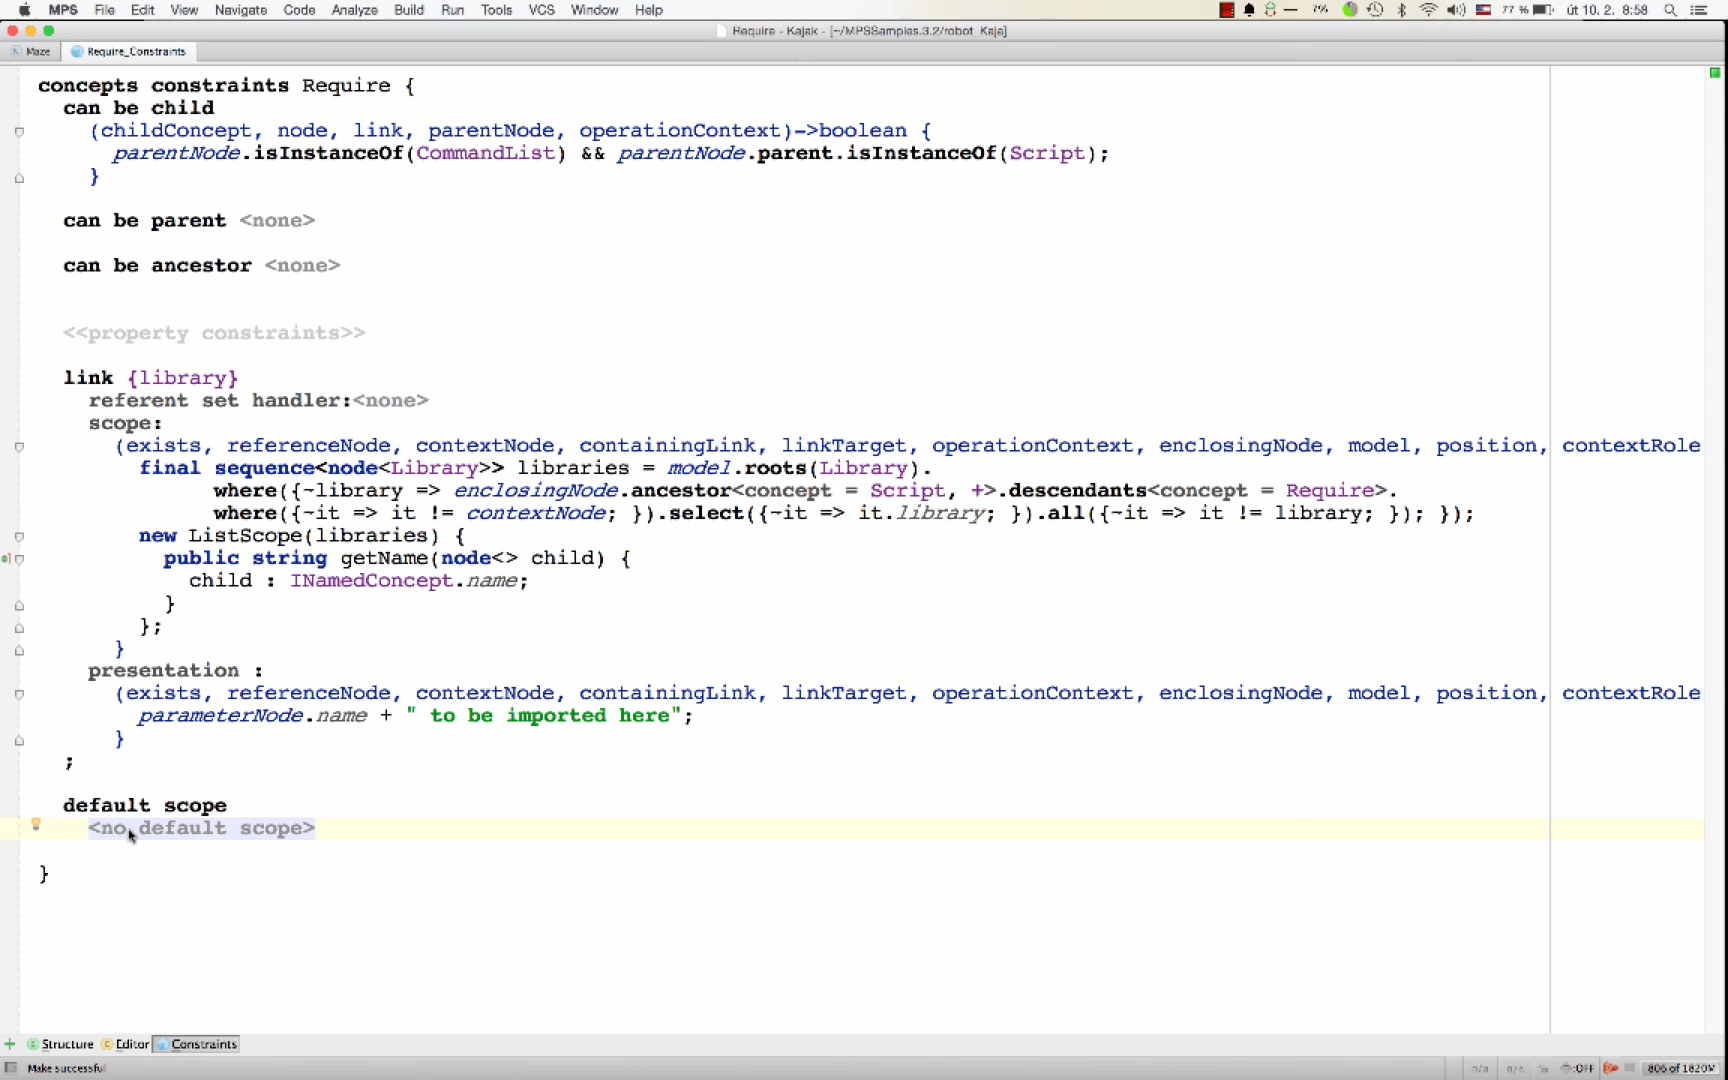 MPS File Edit View Navigate Code Analyze Build Run Tools VCS Window Help 7% 77 % út 10. 2. 8:58
Require - Kajak - [~/MPSSamples.3.2/robot_Kaja]
Maze Require_Constraints
concepts constraints Require {
can be child
(childConcept, node, link, parentNode, operationContext)->boolean {
parentNode.isInstanceOf(CommandList) && parentNode.parent.isInstanceOf(Script);
}
can be parent <none>
can be ancestor <none>
<<property constraints>>
link {library}
referent set handler:<none>
scope:
(exists, referenceNode, contextNode, containingLink, linkTarget, operationContext, enclosingNode, model, position, contextRole
final sequence<node<Library>> libraries = model.roots(Library).
where({~library => enclosingNode.ancestor<concept = Script, +>.descendants<concept = Require>.
where({~it => it != contextNode; }).select({~it => it.library; }).all({~it => it != library; }); });
new ListScope(libraries) {
public string getName(node<> child) {
child : INamedConcept.name;
}
};
}
presentation :
(exists, referenceNode, contextNode, containingLink, linkTarget, operationContext, enclosingNode, model, position, contextRole
parameterNode.name + " to be imported here";
}
;
default scope
<no default scope>
}
Structure Editor Constraints
Make successful n/a n/s :OFF 806 of 1820M